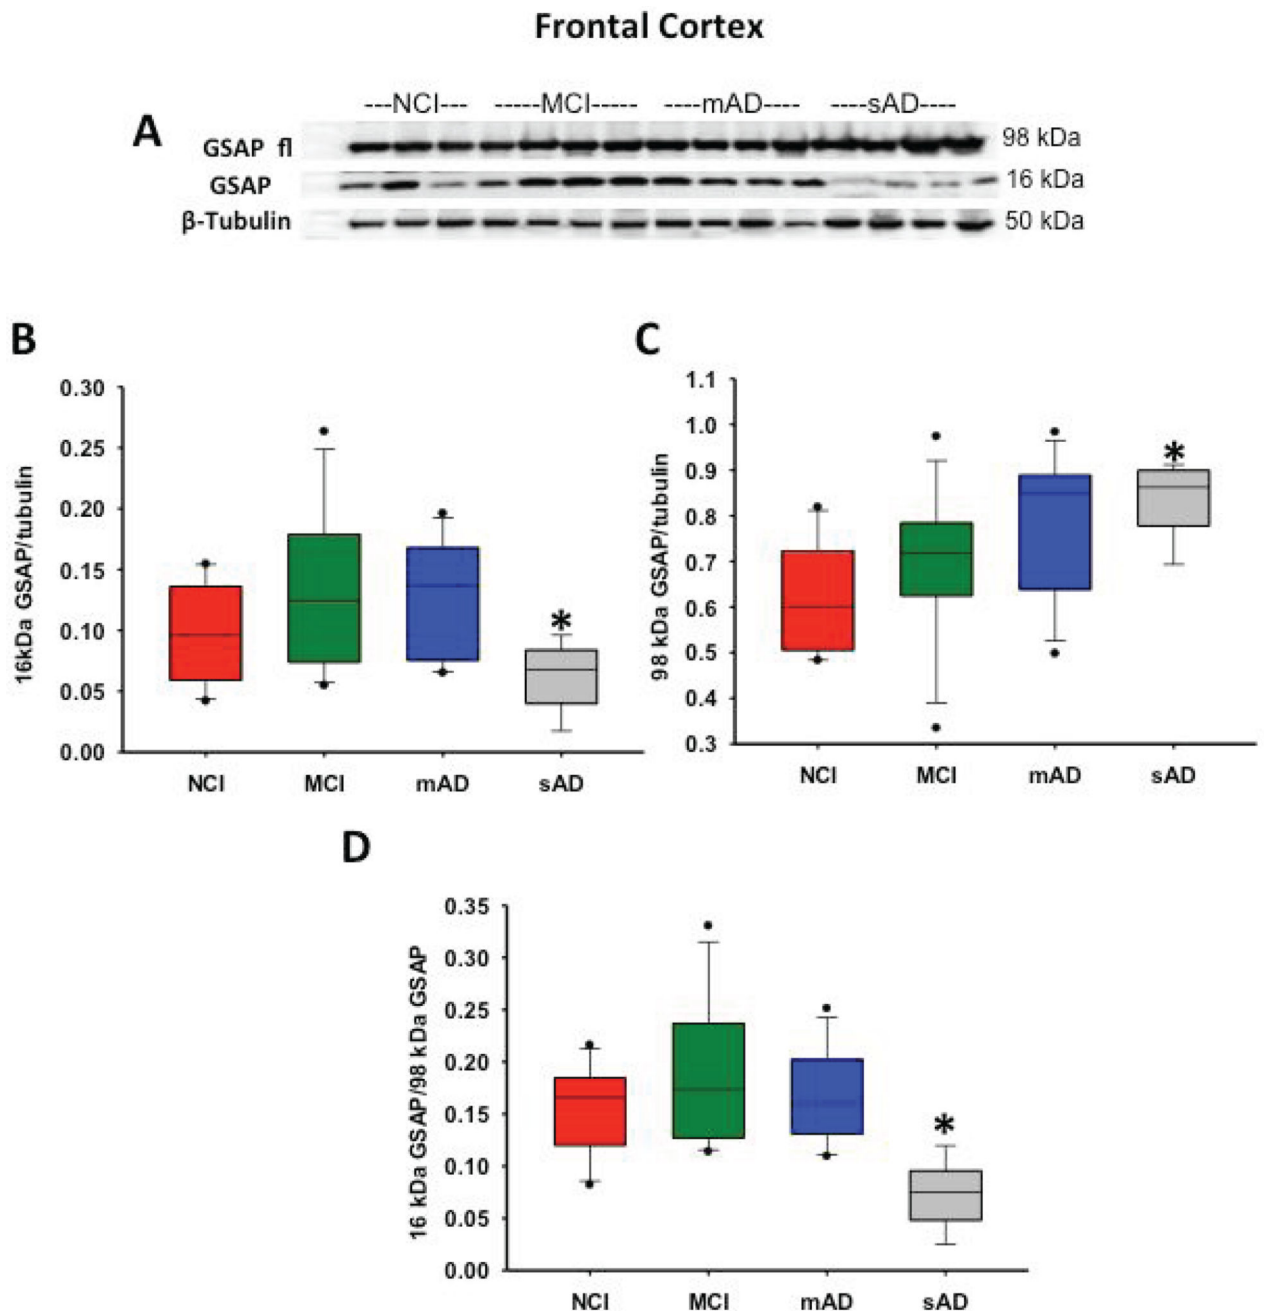 Frontal Cortex
---NCI--- -----MCI----- ----mAD---- ----sAD----
A
GSAP fl 98 kDa
GSAP 16 kDa
β-Tubulin 50 kDa
B
16kDa GSAP/tubulin
0.30
0.25
0.20
0.15
0.10
0.05
0.00
*
NCI MCI mAD sAD
C
98 kDa GSAP/tubulin
1.1
1.0
0.9
0.8
0.7
0.6
0.5
0.4
0.3
*
NCI MCI mAD sAD
D
16 kDa GSAP/98 kDa GSAP
0.35
0.30
0.25
0.20
0.15
0.10
0.05
0.00
*
NCI MCI mAD sAD